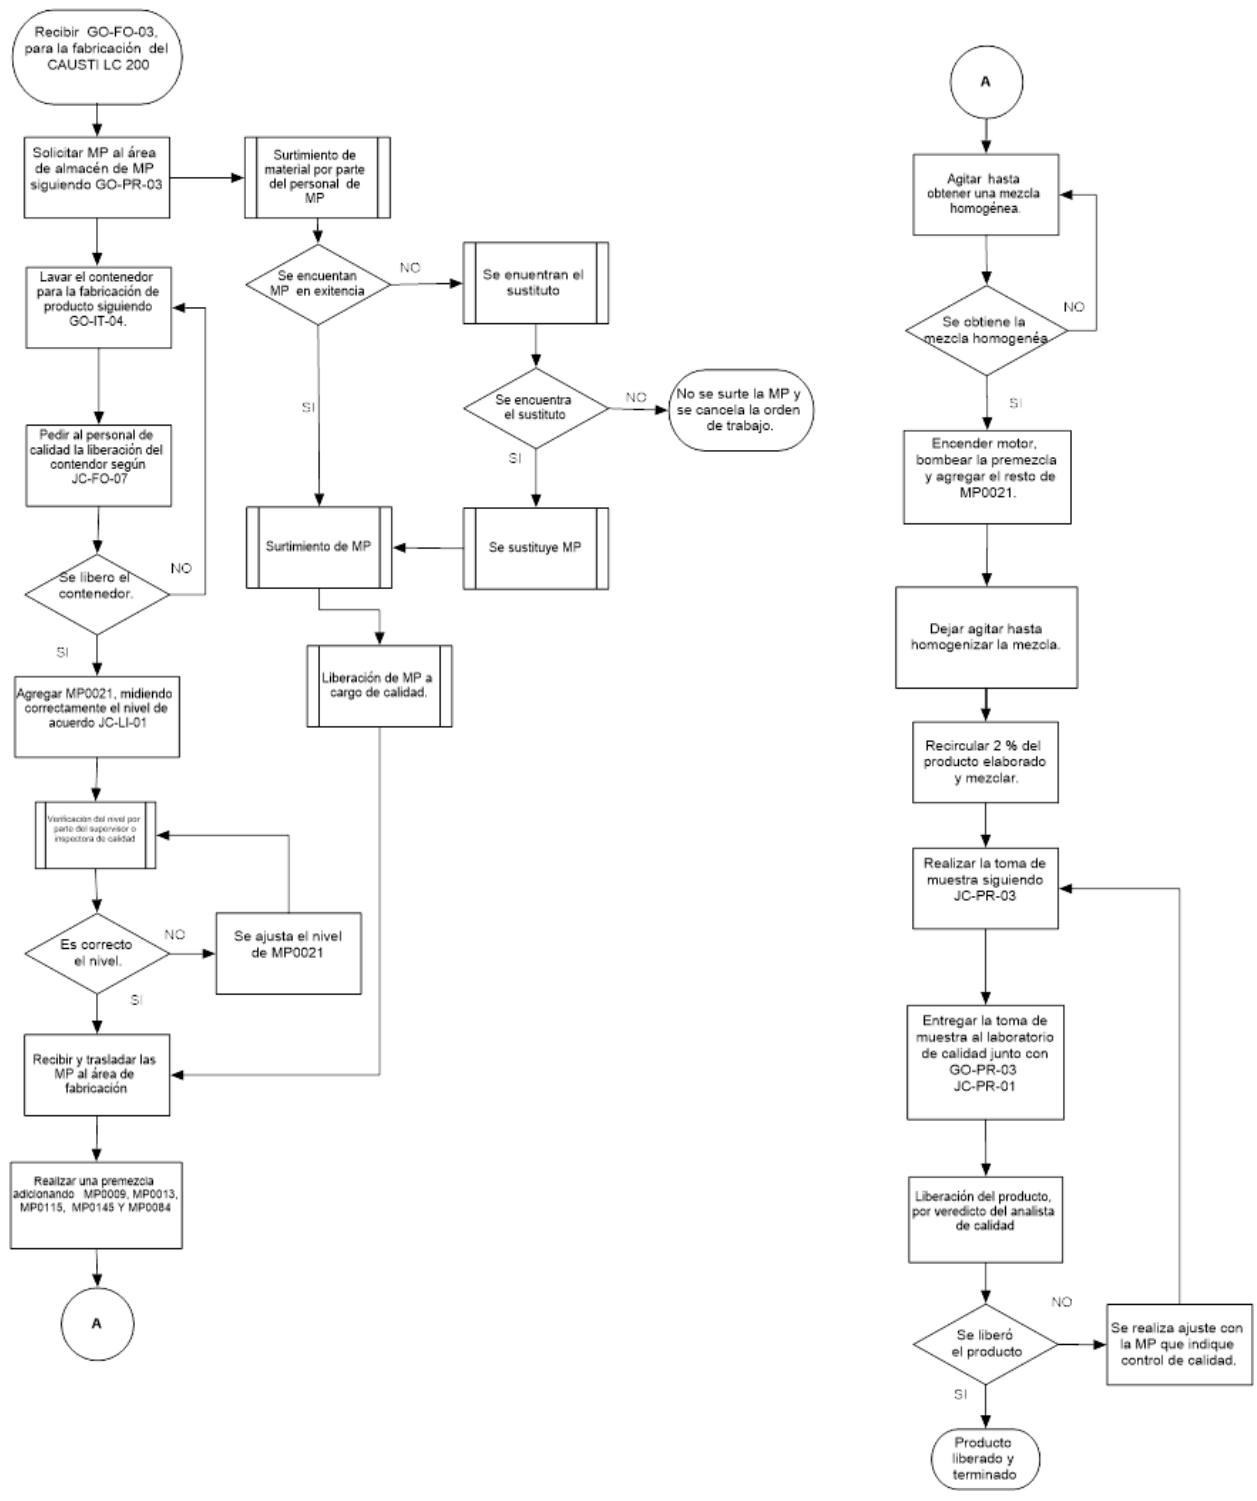 Recibir GO-FO-03,
para la fabricación del
CAUSTI LC 200
Solicitar MP al área
de almacén de MP
siguiendo GO-PR-03
Surtimiento de
material por parte
del personal de
MP
Lavar el contenedor
para la fabricación de
producto siguiendo
GO-IT-04.
Se encuentan
MP en exitencia
NO
Se enuentran el
sustituto
SI
Se encuentra
el sustituto
NO
No se surte la MP y
se cancela la orden
de trabajo.
SI
Pedir al personal de
calidad la liberación del
contendor según
JC-FO-07
Surtimiento de MP
Se sustituye MP
Se libero el
contenedor.
NO
SI
Liberación de MP a
cargo de calidad.
Agregar MP0021, midiendo
correctamente el nivel de
acuerdo JC-LI-01
Verificación del nivel por
parte del supervisor o
inspectora de calidad
Es correcto
el nivel.
NO
Se ajusta el nivel
de MP0021
SI
Recibir y trasladar las
MP al área de
fabricación
Realzar una premezcla
adicionando MP0009, MP0013,
MP0115, MP0145 Y MP0084
A
A
Agitar hasta
obtener una mezcla
homogénea.
Se obtiene la
mezcla homogenéa
NO
SI
Encender motor,
bombear la premezcla
y agregar el resto de
MP0021.
Dejar agitar hasta
homogenizar la mezcla.
Recircular 2 % del
producto elaborado
y mezclar.
Realizar la toma de
muestra siguiendo
JC-PR-03
Entregar la toma de
muestra al laboratorio
de calidad junto con
GO-PR-03
JC-PR-01
Liberación del producto,
por veredicto del analista
de calidad
Se liberó
el producto
NO
Se realiza ajuste con
la MP que indique
control de calidad.
SI
Producto
liberado y
terminado